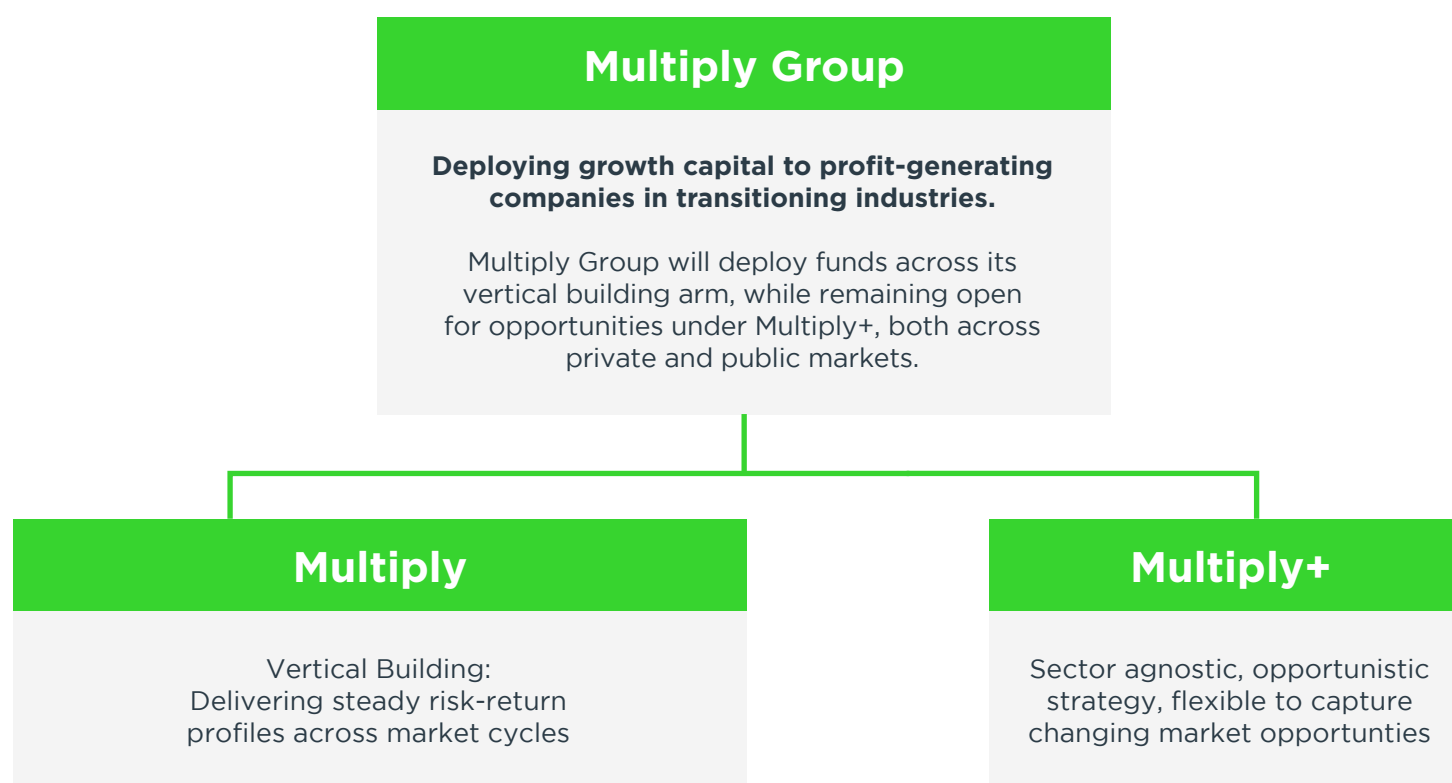 Multiply Group
Deploying growth capital to profit-generating
companies in transitioning industries.
Multiply Group will deploy funds across its
vertical building arm, while remaining open
for opportunities under Multiply+, both across
private and public markets.
Multiply
Vertical Building:
Delivering steady risk-return
profiles across market cycles
Multiply+
Sector agnostic, opportunistic
strategy, flexible to capture
changing market opportunties